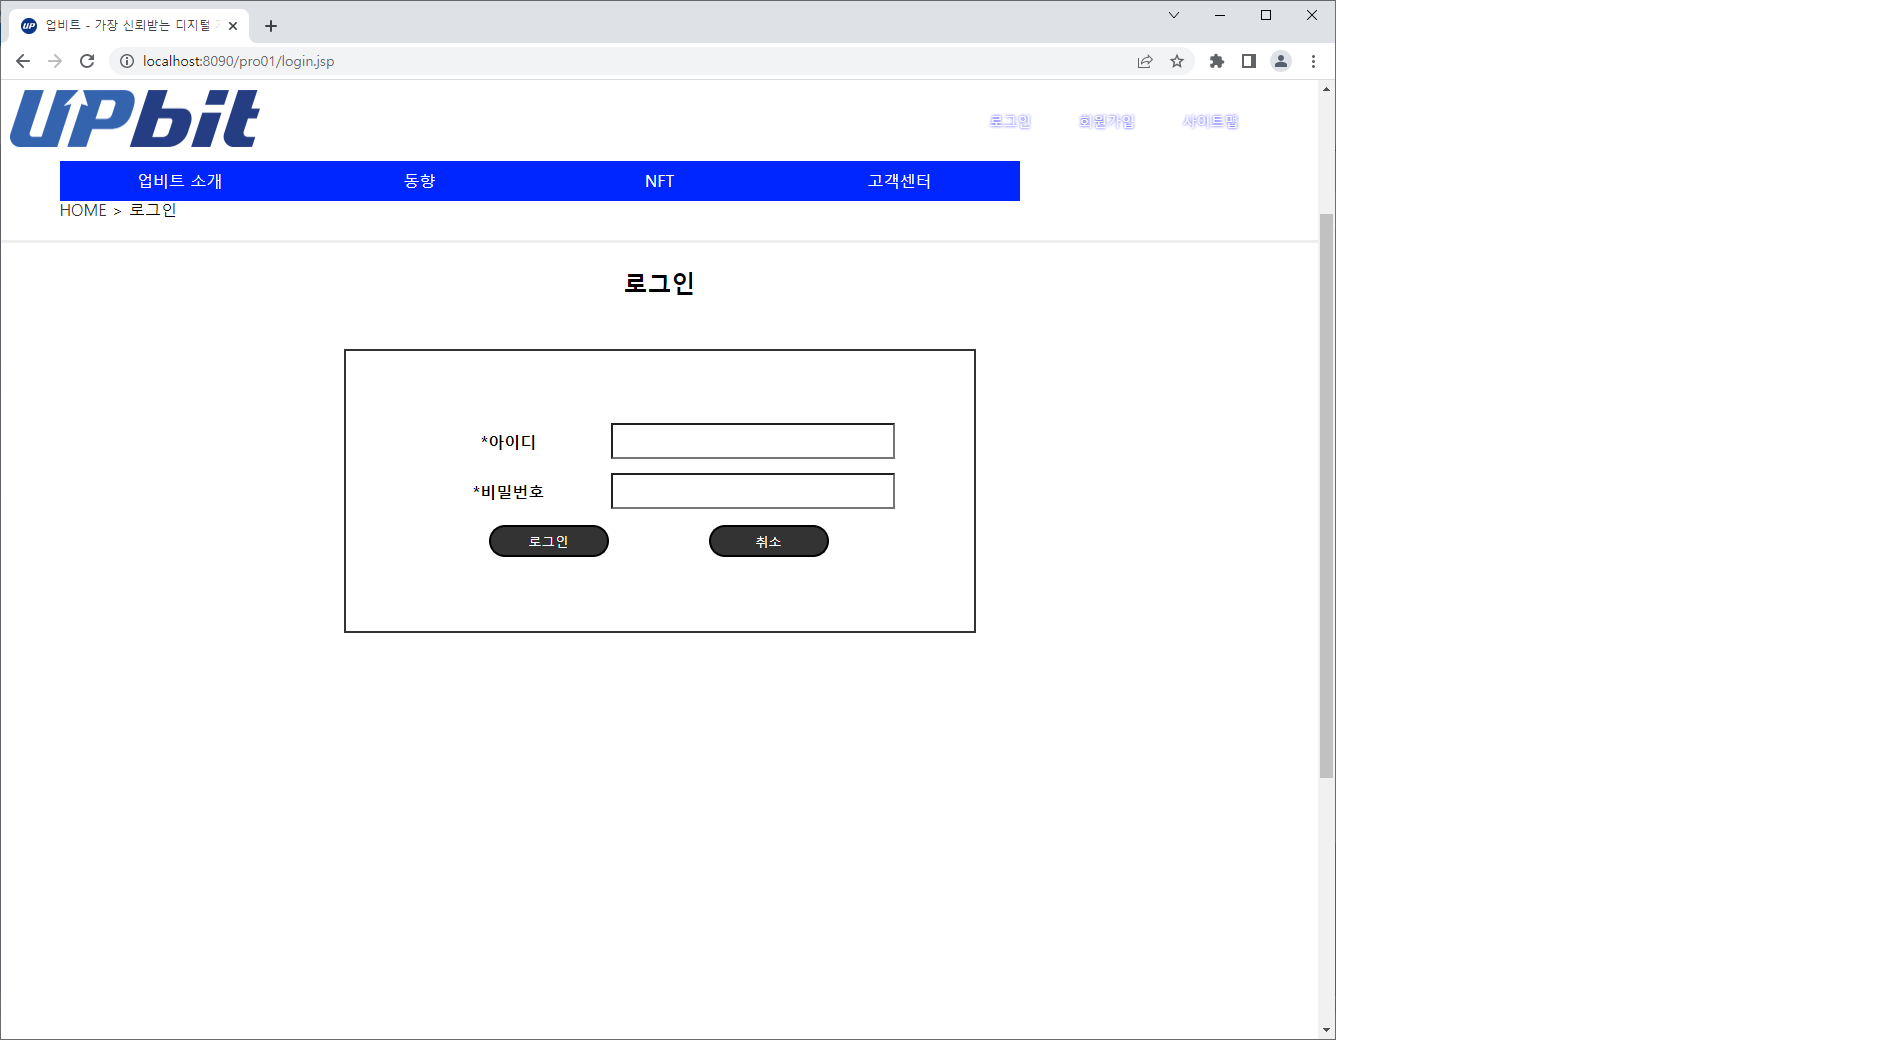 UP 업비트 - 가장 신뢰받는 디지털
localhost:8090/pro01/login.jsp
UPbit
로그인 회원가입 사이트맵
업비트 소개 동향 NFT 고객센터
HOME > 로그인
로그인
*아이디
*비밀번호
로그인 취소